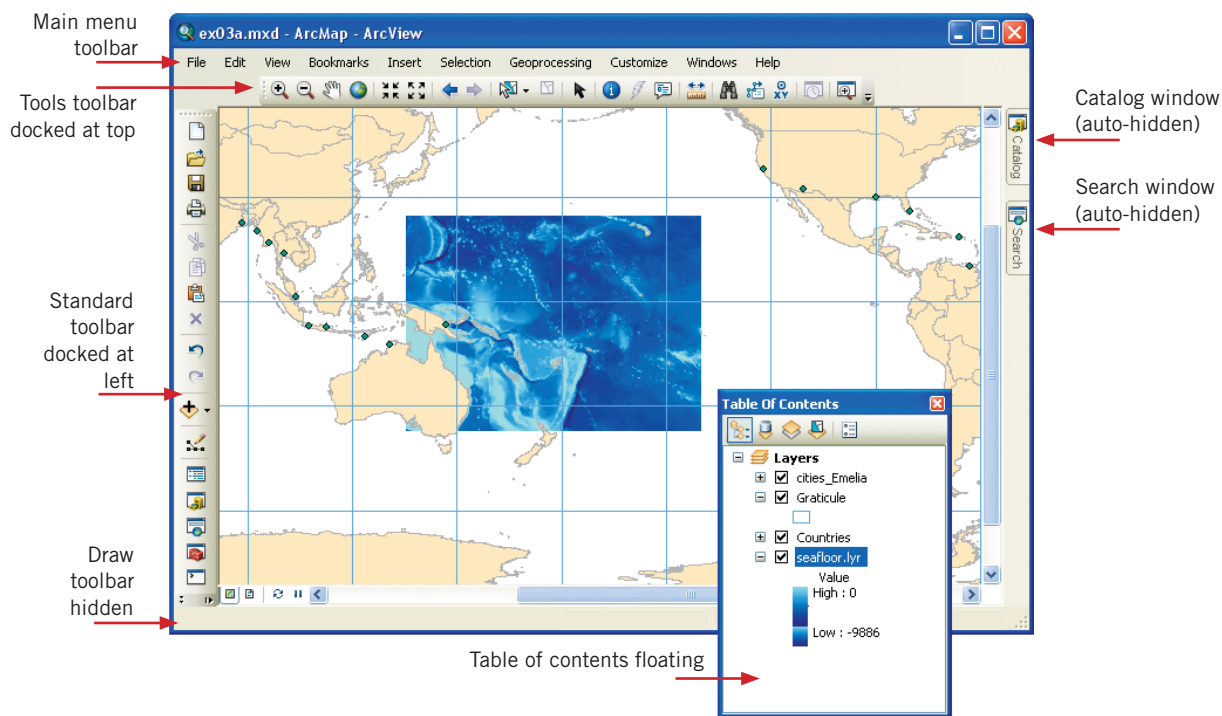 Main menu
toolbar
ex03a.mxd - ArcMap - ArcView
File Edit View Bookmarks Insert Selection Geoprocessing Customize Windows Help
Tools toolbar
docked at top
XY
Catalog window
(auto-hidden)
Catalog
Search window
(auto-hidden)
Search
Standard
toolbar
docked at
left
Table Of Contents
Layers
cities_Emelia
Graticule
Countries
seafloor.lyr
Value
High : 0
Low : -9886
Draw
toolbar
hidden
Table of contents floating